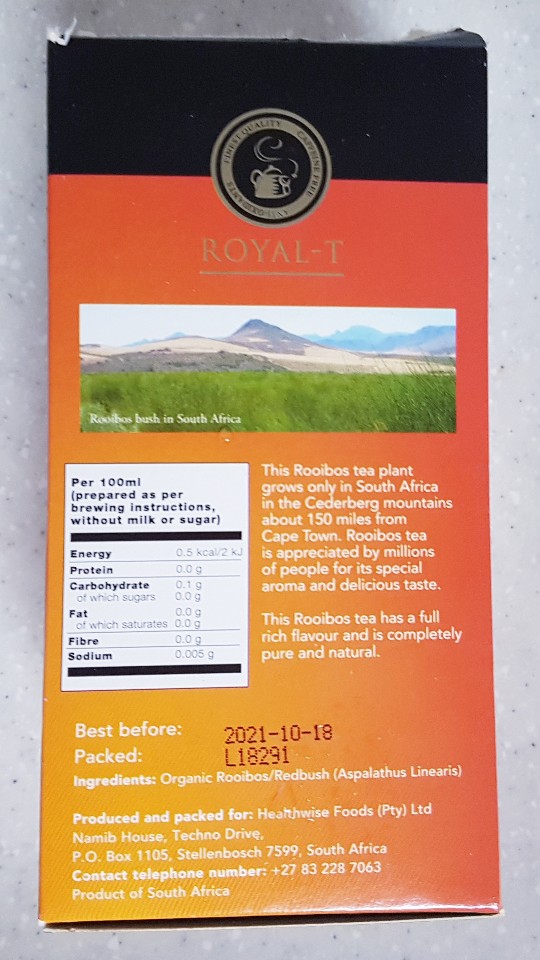 FINEST QUALITY
CAFFEINE FREE
ANTI-OXIDANTS
ROYAL-T
Rooibos bush in South Africa
Per 100ml
(prepared as per
brewing instructions,
without milk or sugar)
Energy 0.5 kcal/2 kJ
Protein 0.0 g
Carbohydrate 0.1 g
of which sugars 0.0 g
Fat 0.0 g
of which saturates 0.0 g
Fibre 0.0 g
Sodium 0.005 g
This Rooibos tea plant
grows only in South Africa
in the Cederberg mountains
about 150 miles from
Cape Town. Rooibos tea
is appreciated by millions
of people for its special
aroma and delicious taste.
This Rooibos tea has a full
rich flavour and is completely
pure and natural.
Best before: 2021-10-18
Packed: L18291
Ingredients: Organic Rooibos/Redbush (Aspalathus Linearis)
Produced and packed for: Healthwise Foods (Pty) Ltd
Namib House, Techno Drive,
P.O. Box 1105, Stellenbosch 7599, South Africa
Contact telephone number: +27 83 228 7063
Product of South Africa